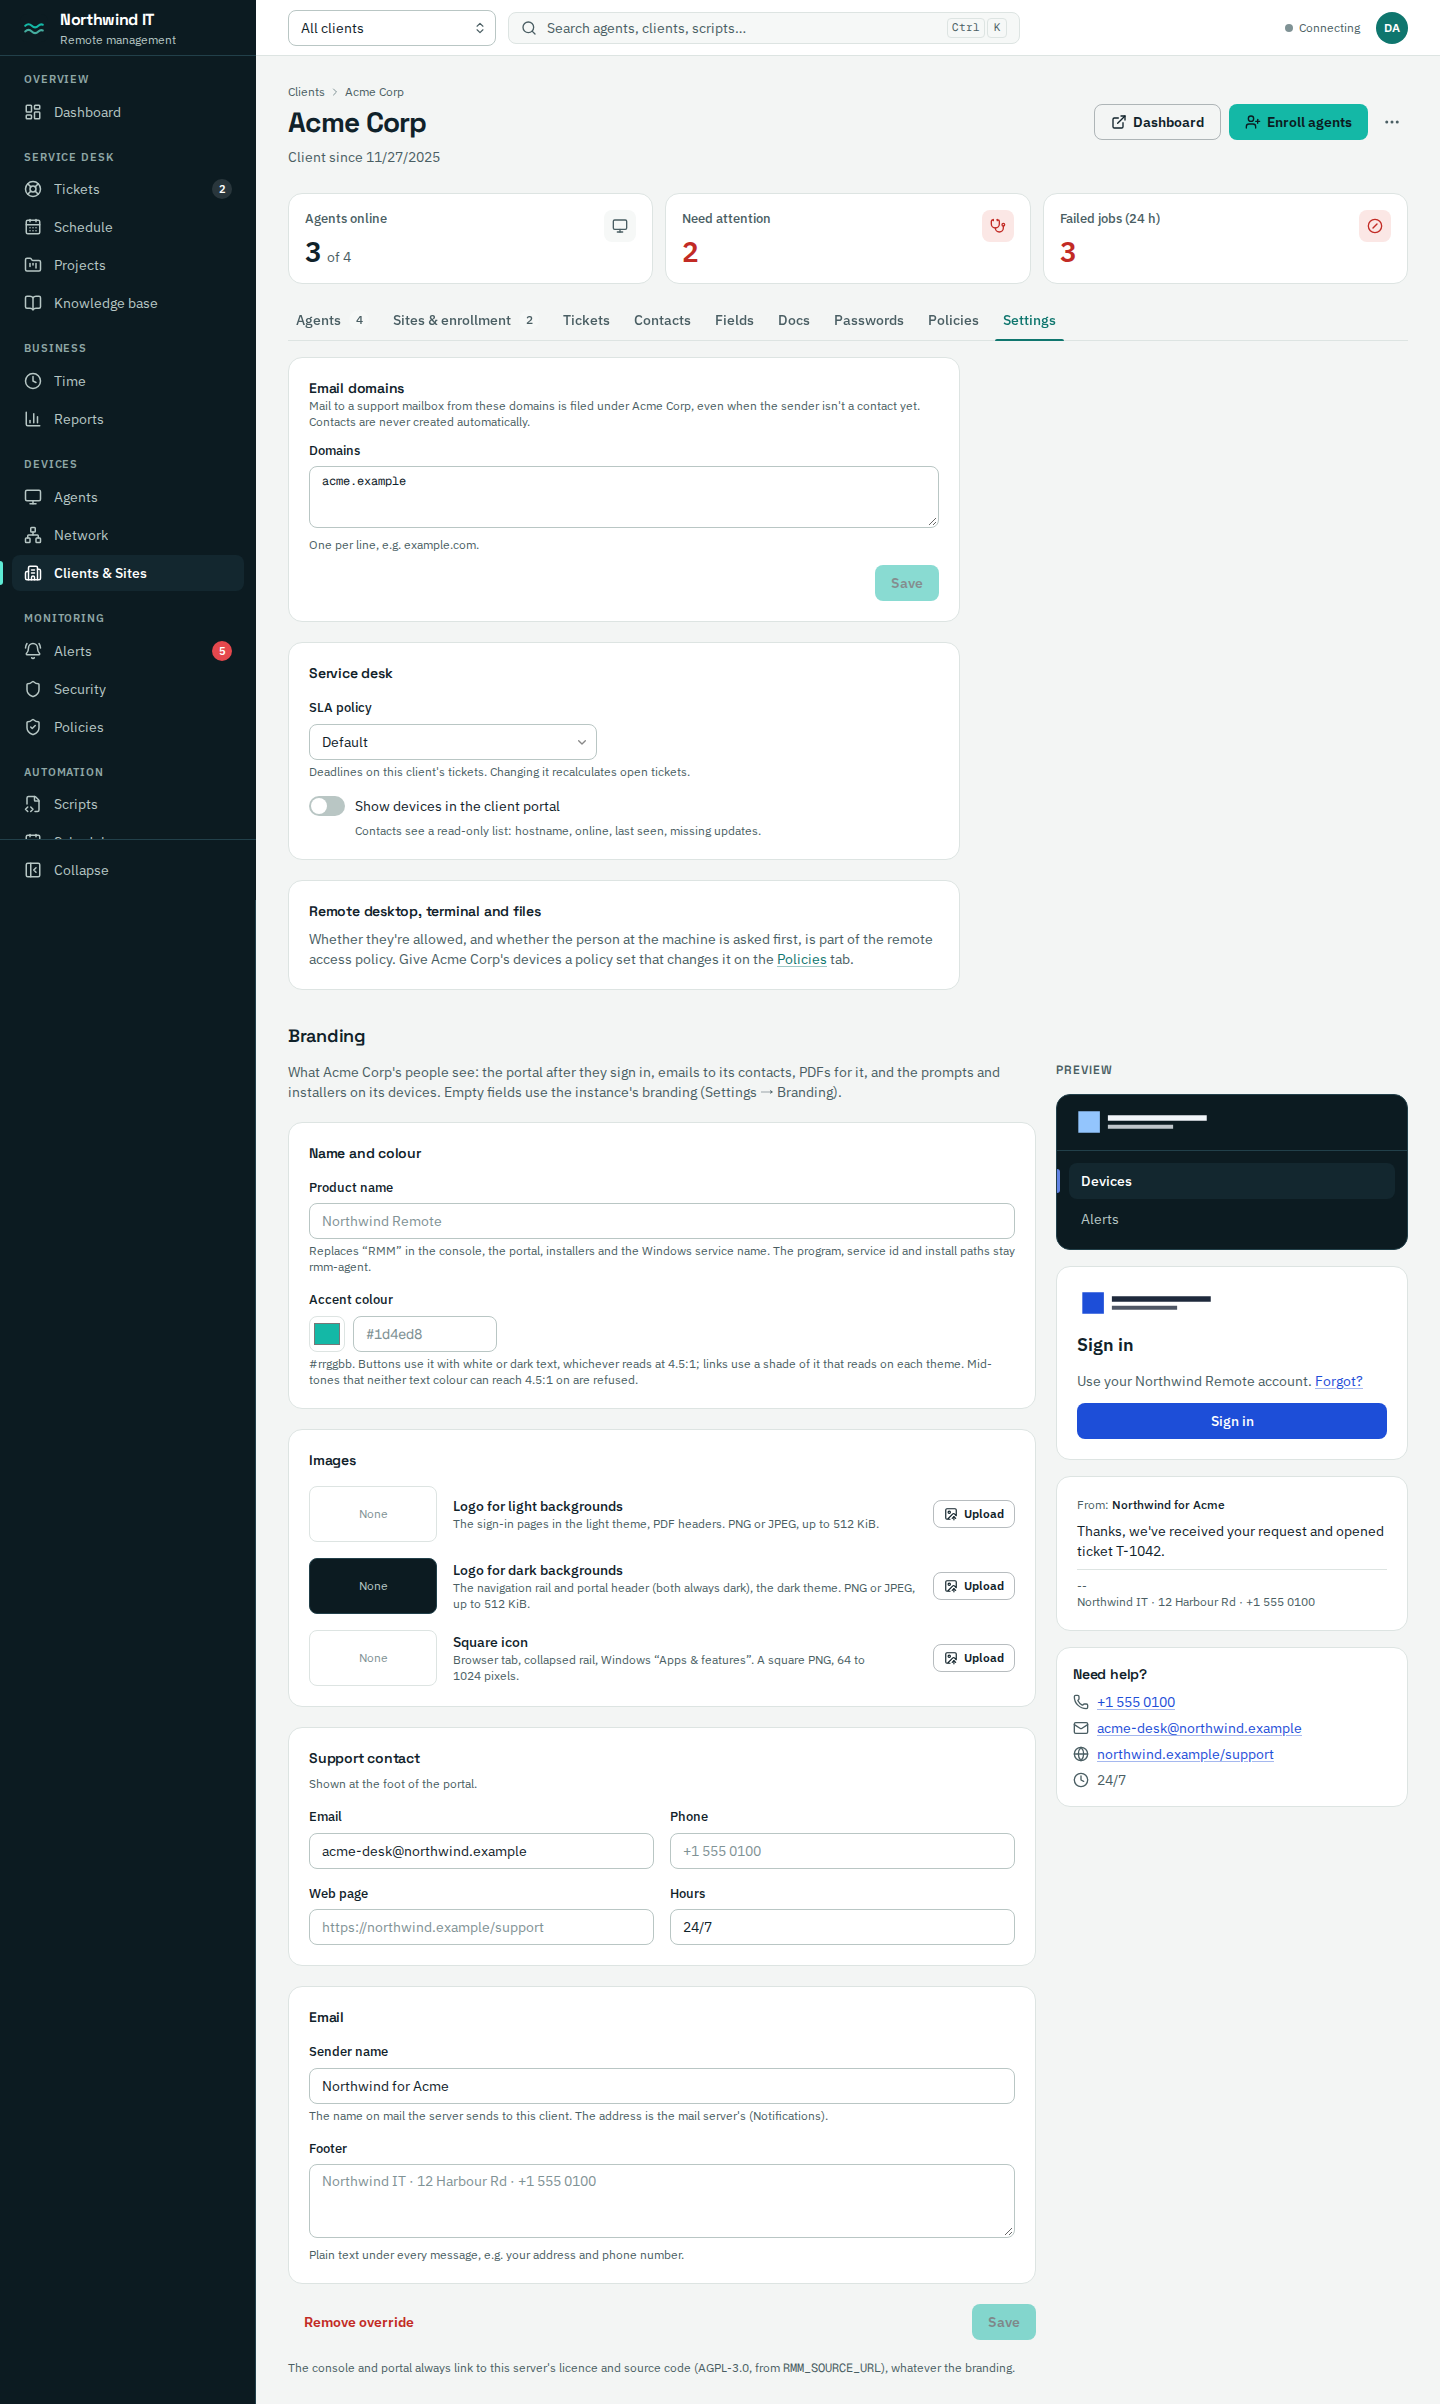 Northwind IT
Remote management
All clients
Search agents, clients, scripts...
Ctrl K
Connecting
DA
OVERVIEW
Dashboard
SERVICE DESK
Tickets 2
Schedule
Projects
Knowledge base
BUSINESS
Time
Reports
DEVICES
Agents
Network
Clients & Sites
MONITORING
Alerts 5
Security
Policies
AUTOMATION
Scripts
Collapse
Clients > Acme Corp
Acme Corp
Client since 11/27/2025
Dashboard
Enroll agents
Agents online
3 of 4
Need attention
2
Failed jobs (24 h)
3
Agents 4 Sites & enrollment 2 Tickets Contacts Fields Docs Passwords Policies Settings
Email domains
Mail to a support mailbox from these domains is filed under Acme Corp, even when the sender isn't a contact yet.
Contacts are never created automatically.
Domains
acme.example
One per line, e.g. example.com.
Save
Service desk
SLA policy
Default
Deadlines on this client's tickets. Changing it recalculates open tickets.
Show devices in the client portal
Contacts see a read-only list: hostname, online, last seen, missing updates.
Remote desktop, terminal and files
Whether they're allowed, and whether the person at the machine is asked first, is part of the remote
access policy. Give Acme Corp's devices a policy set that changes it on the Policies tab.
Branding
What Acme Corp's people see: the portal after they sign in, emails to its contacts, PDFs for it, and the prompts and
installers on its devices. Empty fields use the instance's branding (Settings → Branding).
Name and colour
Product name
Northwind Remote
Replaces “RMM” in the console, the portal, installers and the Windows service name. The program, service id and install paths stay
rmm-agent.
Accent colour
#1d4ed8
#rrggbb. Buttons use it with white or dark text, whichever reads at 4.5:1; links use a shade of it that reads on each theme. Mid-
tones that neither text colour can reach 4.5:1 on are refused.
Images
None
Logo for light backgrounds
The sign-in pages in the light theme, PDF headers. PNG or JPEG, up to 512 KiB.
Upload
None
Logo for dark backgrounds
The navigation rail and portal header (both always dark), the dark theme. PNG or JPEG,
up to 512 KiB.
Upload
None
Square icon
Browser tab, collapsed rail, Windows “Apps & features”. A square PNG, 64 to
1024 pixels.
Upload
Support contact
Shown at the foot of the portal.
Email
acme-desk@northwind.example
Phone
+1 555 0100
Web page
https://northwind.example/support
Hours
24/7
Email
Sender name
Northwind for Acme
The name on mail the server sends to this client. The address is the mail server's (Notifications).
Footer
Northwind IT · 12 Harbour Rd · +1 555 0100
Plain text under every message, e.g. your address and phone number.
Remove override
Save
The console and portal always link to this server's licence and source code (AGPL-3.0, from RMM_SOURCE_URL), whatever the branding.
PREVIEW
Devices
Alerts
Sign in
Use your Northwind Remote account. Forgot?
Sign in
From: Northwind for Acme
Thanks, we've received your request and opened
ticket T-1042.
--
Northwind IT · 12 Harbour Rd · +1 555 0100
Need help?
+1 555 0100
acme-desk@northwind.example
northwind.example/support
24/7